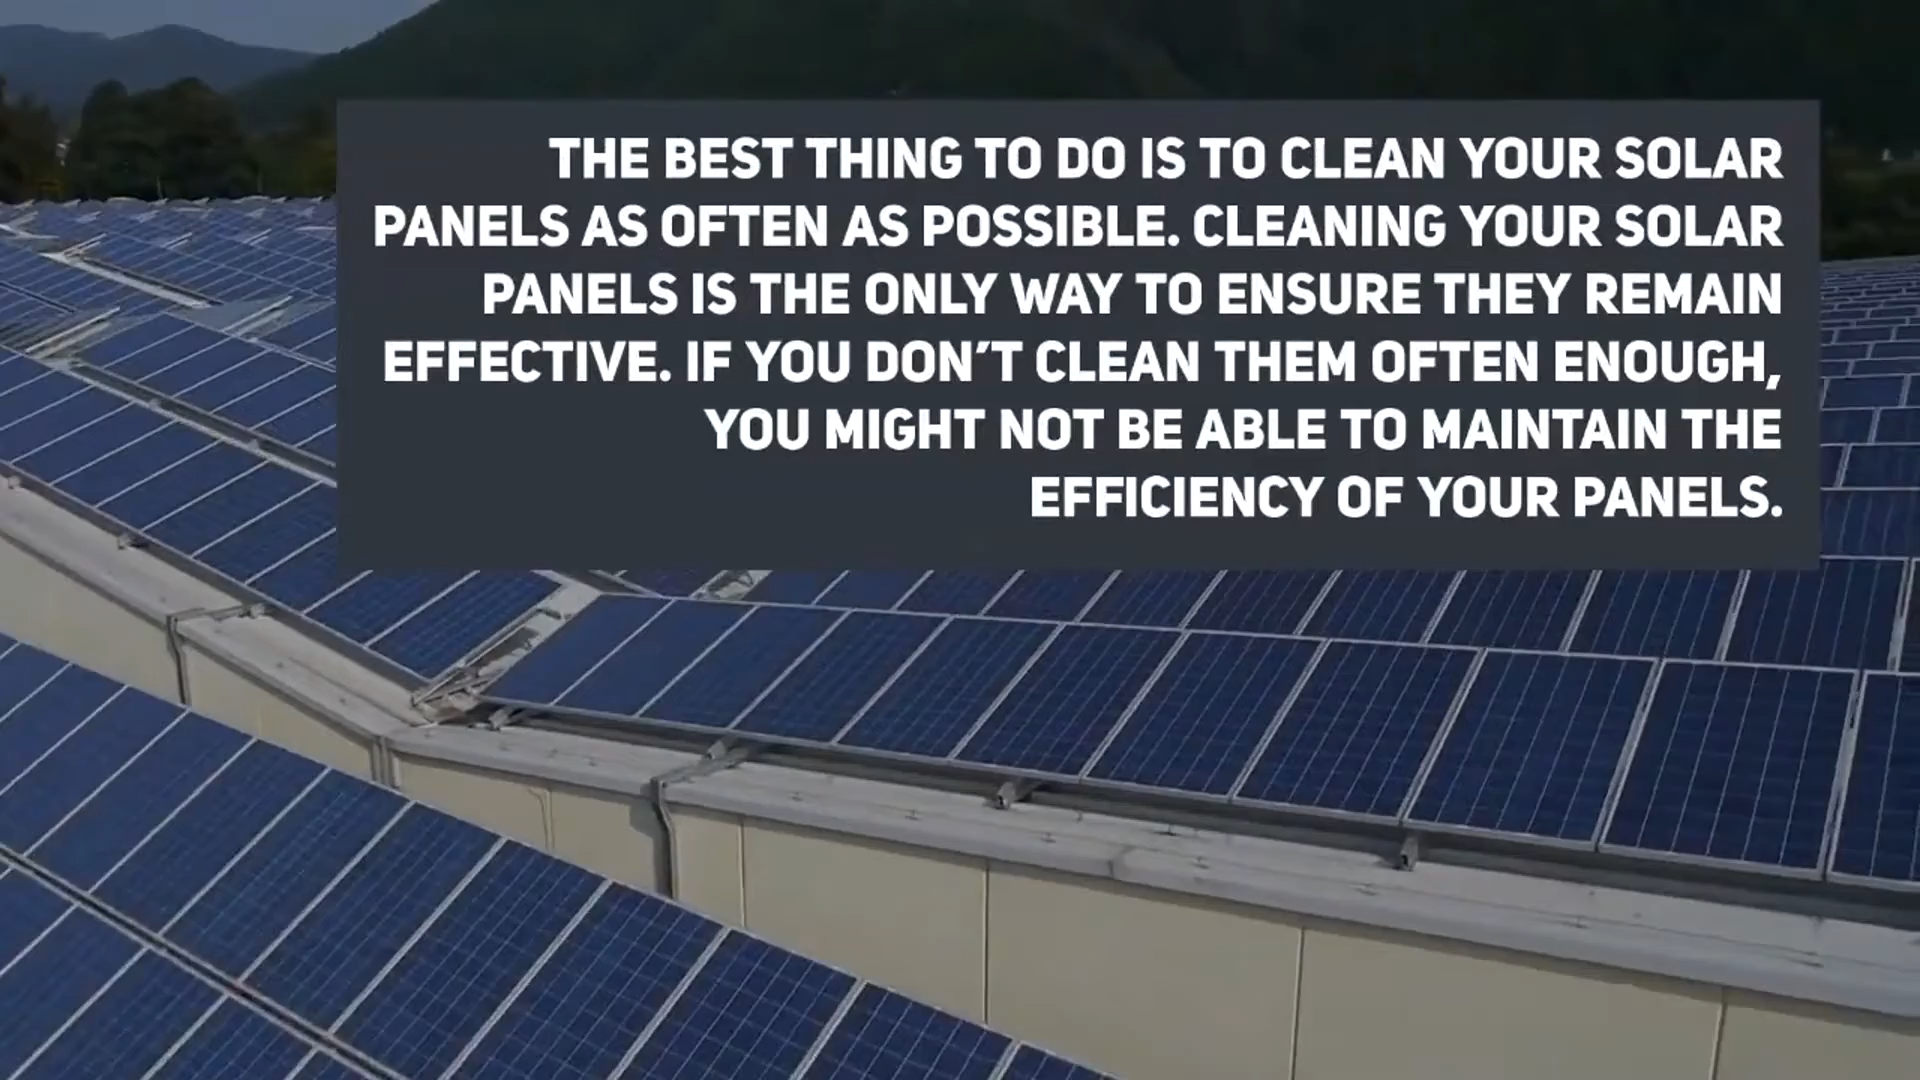 THE BEST THING TO DO IS TO CLEAN YOUR SOLAR
PANELS AS OFTEN AS POSSIBLE. CLEANING YOUR SOLAR
PANELS IS THE ONLY WAY TO ENSURE THEY REMAIN
EFFECTIVE. IF YOU DON'T CLEAN THEM OFTEN ENOUGH,
YOU MIGHT NOT BE ABLE TO MAINTAIN THE
EFFICIENCY OF YOUR PANELS.